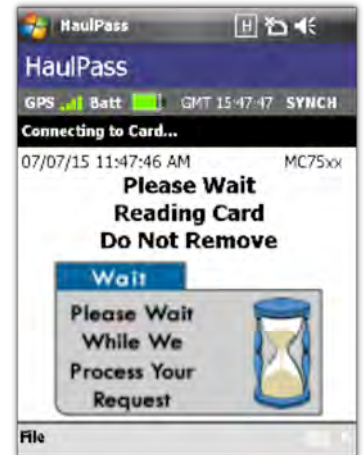 HaulPass
H
HaulPass
GPS Batt GMT 15:47:47 SYNCH
Connecting to Card...
07/07/15 11:47:46 AM MC75xx
Please Wait
Reading Card
Do Not Remove
Wait
Please Wait
While We
Process Your
Request
File